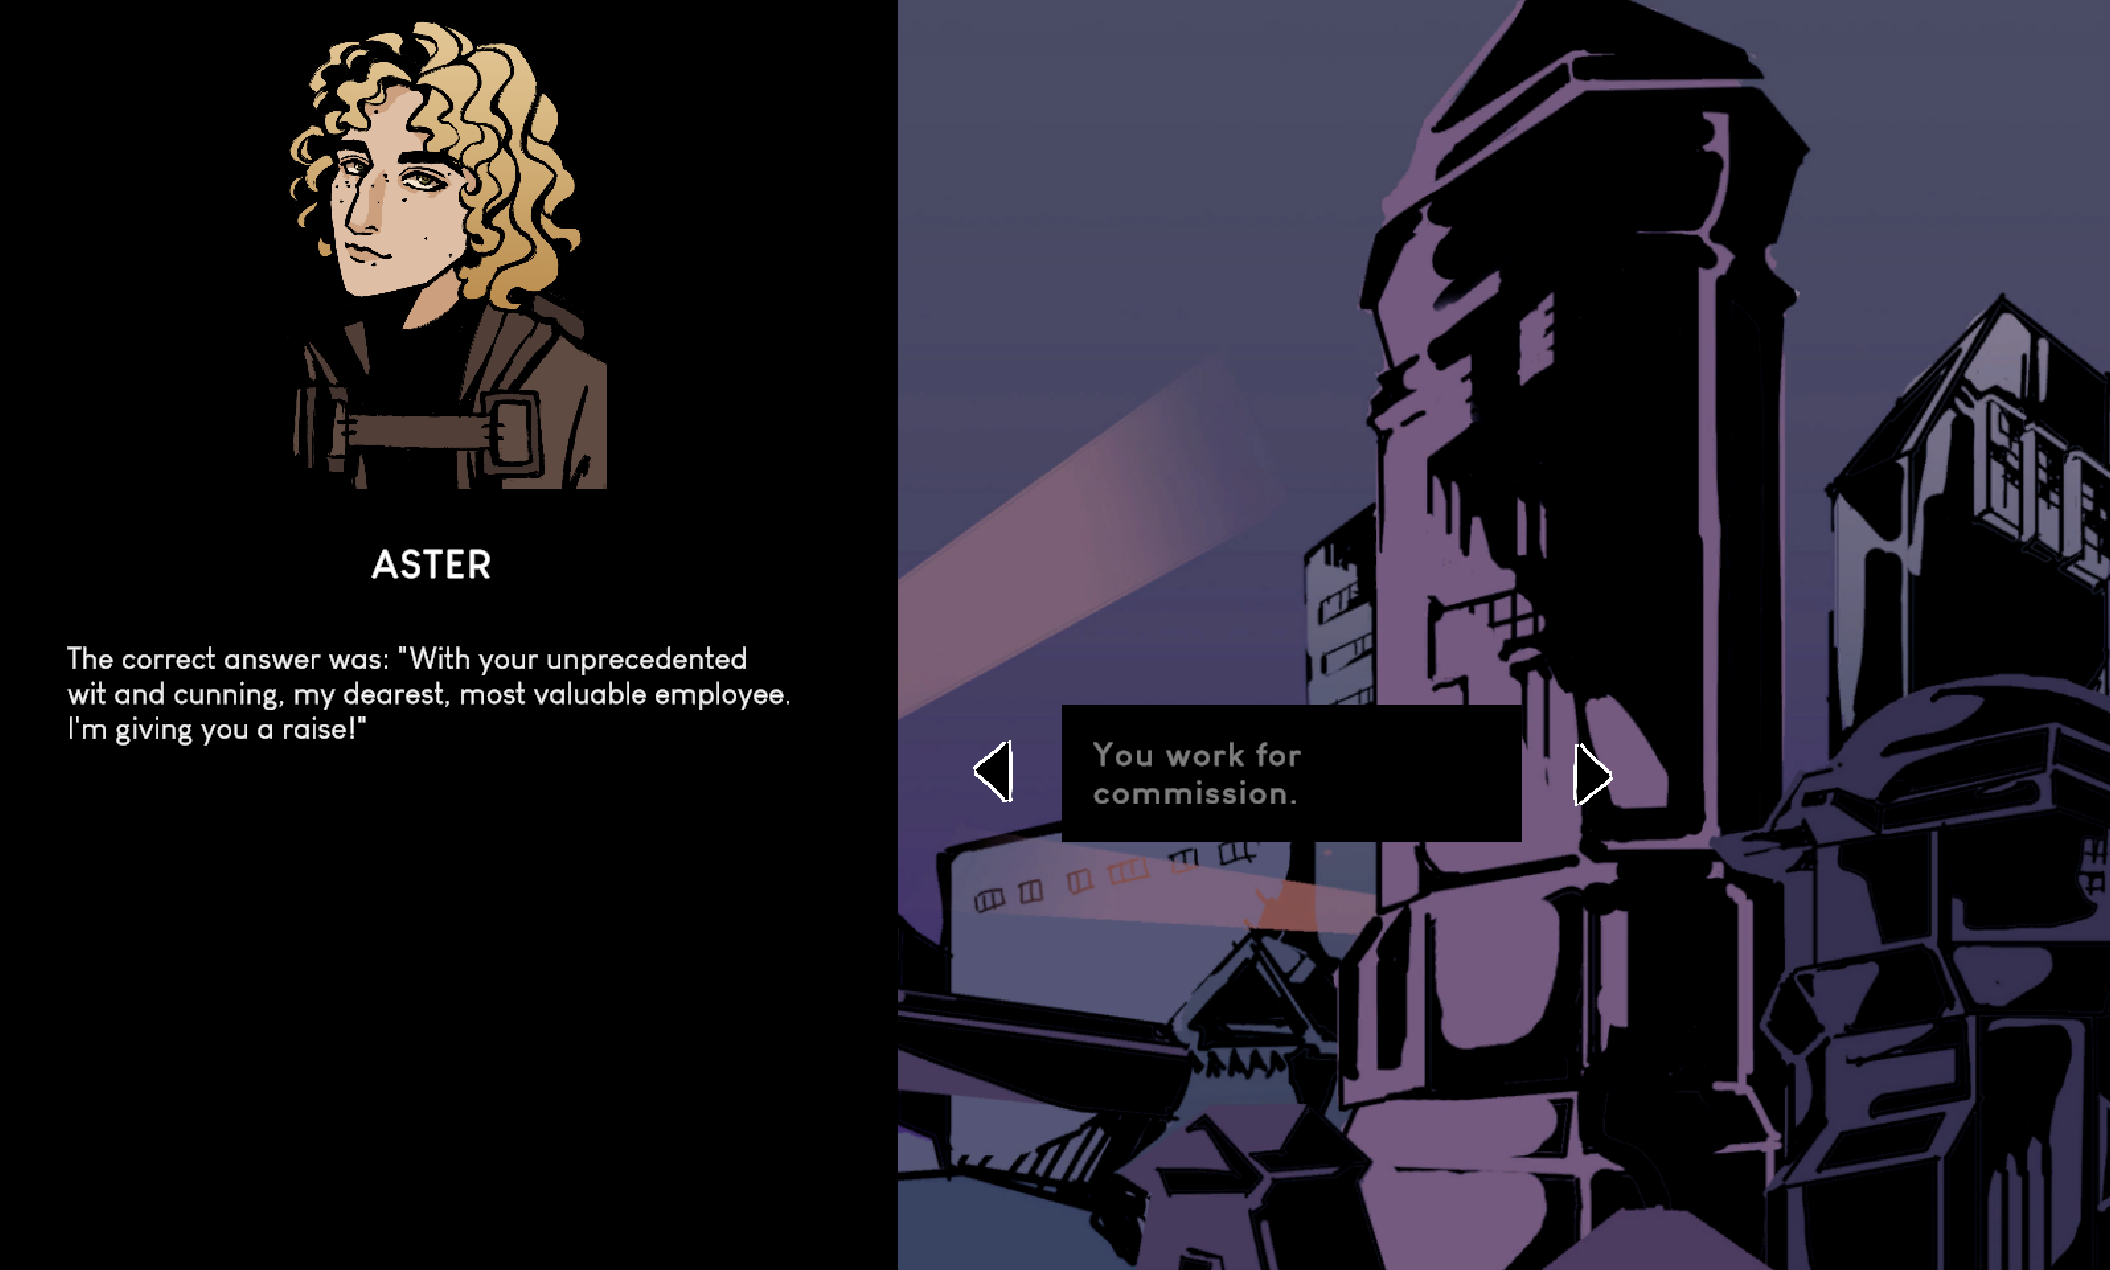 ASTER
The correct answer was: "With your unprecedented
wit and cunning, my dearest, most valuable employee.
I'm giving you a raise!"
You work for
commission.